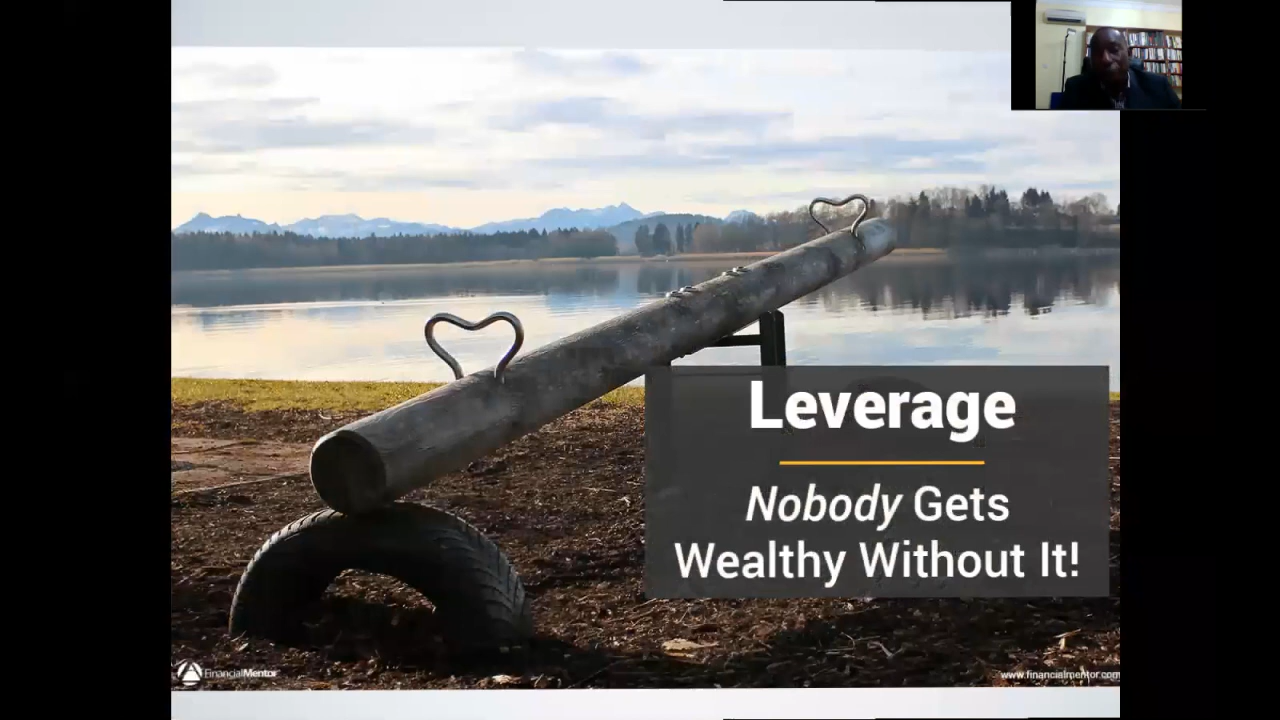 Leverage
Nobody Gets
Wealthy Without It!
FinancialMentor
www.financialmentor.com